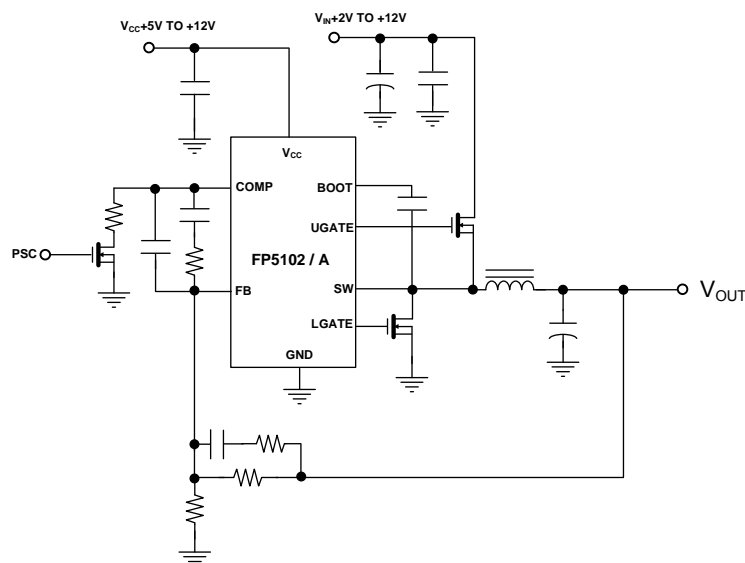 VCC+5V TO +12V
VIN+2V TO +12V
VCC
COMP
BOOT
UGATE
PSC
FP5102 / A
FB
SW
VOUT
LGATE
GND